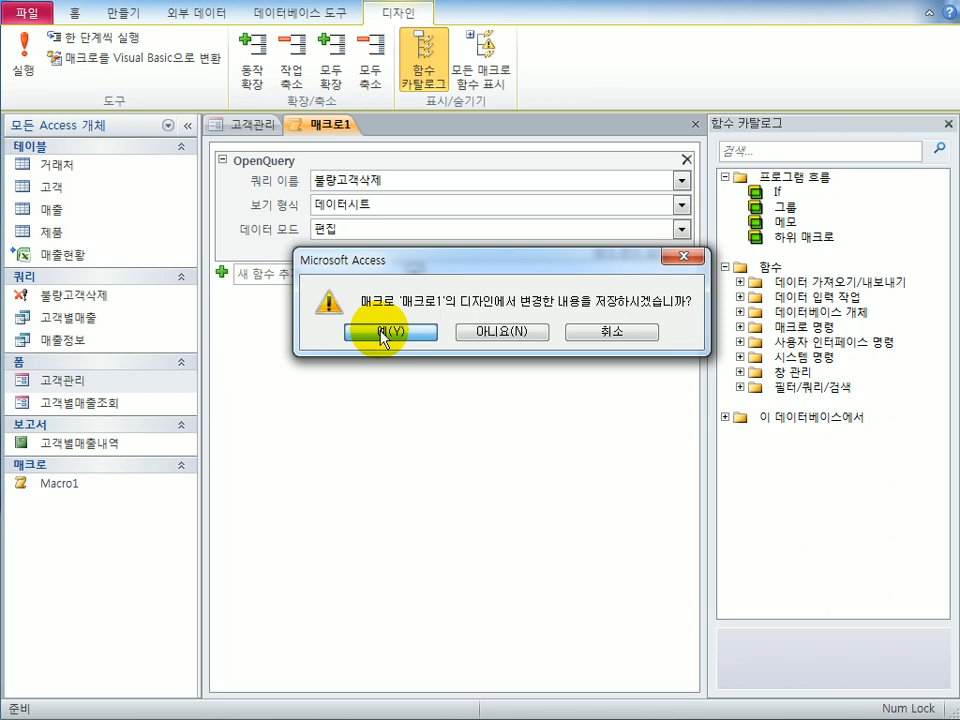 파일 홈 만들기 외부 데이터 데이터베이스 도구 디자인
실행
한 단계씩 실행
매크로를 Visual Basic으로 변환
도구
동작 확장
작업 축소
모두 확장
모두 축소
확장/축소
함수 카탈로그
모든 매크로 함수 표시
표시/숨기기
모든 Access 개체
테이블
거래처
고객
매출
제품
매출현황
쿼리
불량고객삭제
고객별매출
매출정보
폼
고객관리
고객별매출조회
보고서
고객별매출내역
매크로
Macro1
고객관리 매크로1
OpenQuery
쿼리 이름 불량고객삭제
보기 형식 데이터시트
데이터 모드 편집
새 함수 추
Microsoft Access
매크로 '매크로1'의 디자인에서 변경한 내용을 저장하시겠습니까?
예(Y) 아니요(N) 취소
함수 카탈로그
검색...
프로그램 흐름
If
그룹
메모
하위 매크로
함수
데이터 가져오기/내보내기
데이터 입력 작업
데이터베이스 개체
매크로 명령
사용자 인터페이스 명령
시스템 명령
창 관리
필터/쿼리/검색
이 데이터베이스에서
준비
Num Lock